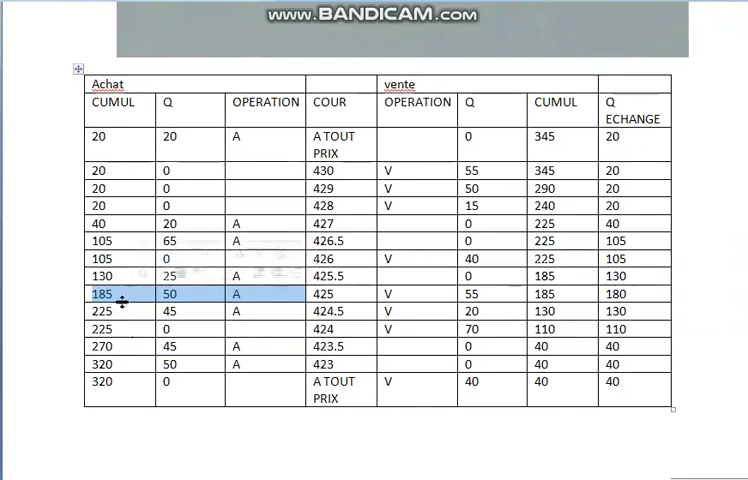 www.BANDICAM.com
Achat vente
CUMUL Q OPERATION COUR OPERATION Q CUMUL Q ECHANGE
20 20 A A TOUT PRIX 0 345 20
20 0 430 V 55 345 20
20 0 429 V 50 290 20
20 0 428 V 15 240 20
40 20 A 427 0 225 40
105 65 A 426.5 0 225 105
105 0 426 V 40 225 105
130 25 A 425.5 0 185 130
185 50 A 425 V 55 185 180
225 45 A 424.5 V 20 130 130
225 0 424 V 70 110 110
270 45 A 423.5 0 40 40
320 50 A 423 0 40 40
320 0 A TOUT PRIX V 40 40 40